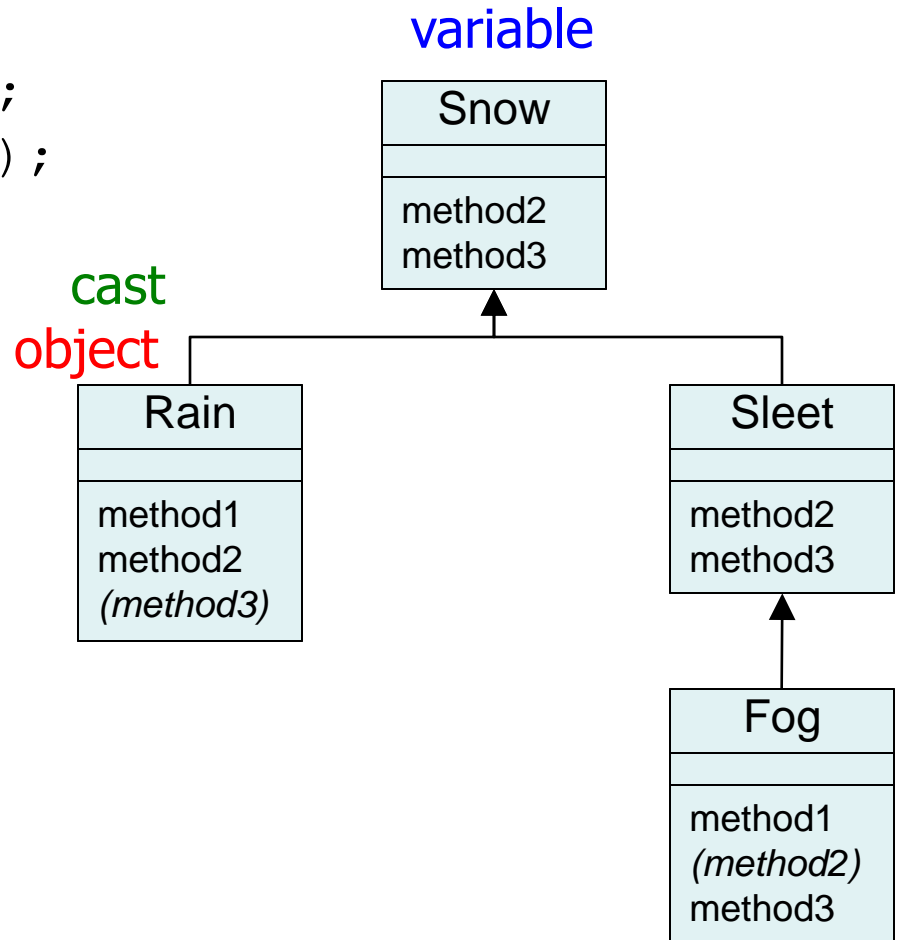 variable
;
);
Snow
method2
method3
cast
object
Rain
method1
method2
(method3)
Sleet
method2
method3
Fog
method1
(method2)
method3